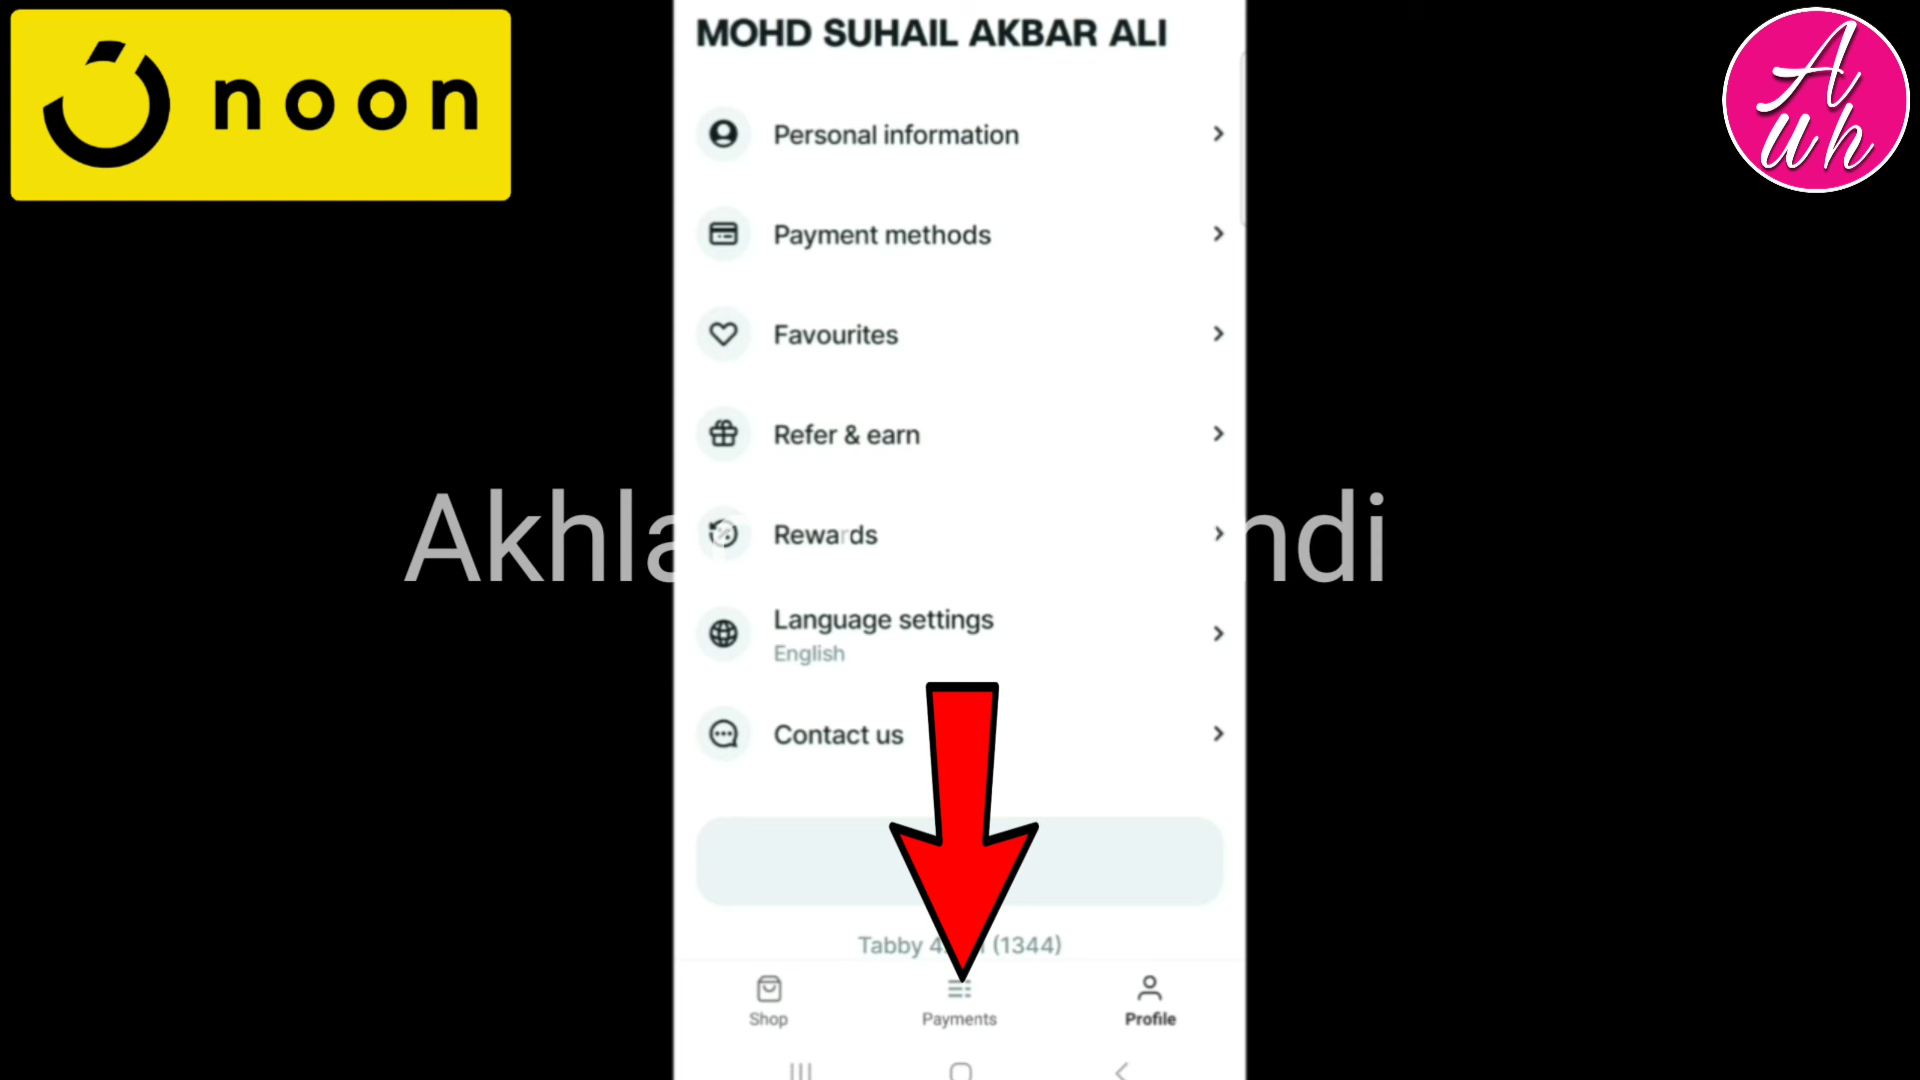 noon
A
uh
MOHD SUHAIL AKBAR ALI
Personal information
Payment methods
Favourites
Refer & earn
Rewards
Language settings
English
Contact us
Tabby (1344)
Shop
Payments
Profile